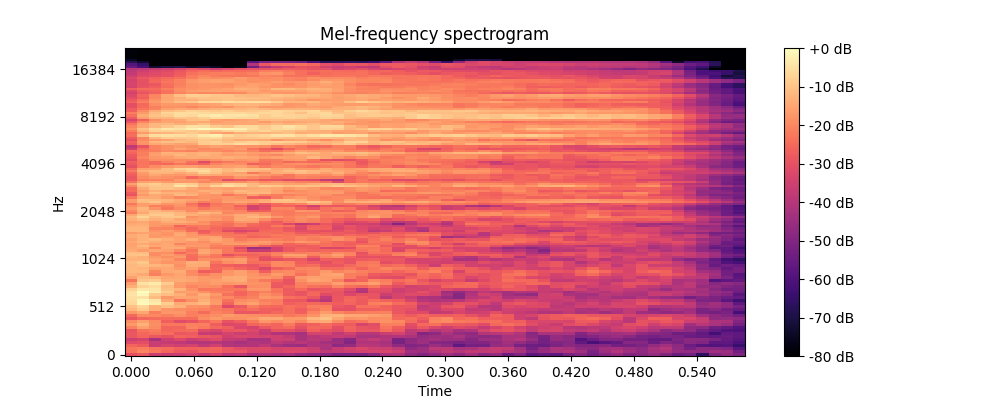 Mel-frequency spectrogram
Hz
16384
8192
4096
2048
1024
512
0
0.000 0.060 0.120 0.180 0.240 0.300 0.360 0.420 0.480 0.540
Time
+0 dB
-10 dB
-20 dB
-30 dB
-40 dB
-50 dB
-60 dB
-70 dB
-80 dB